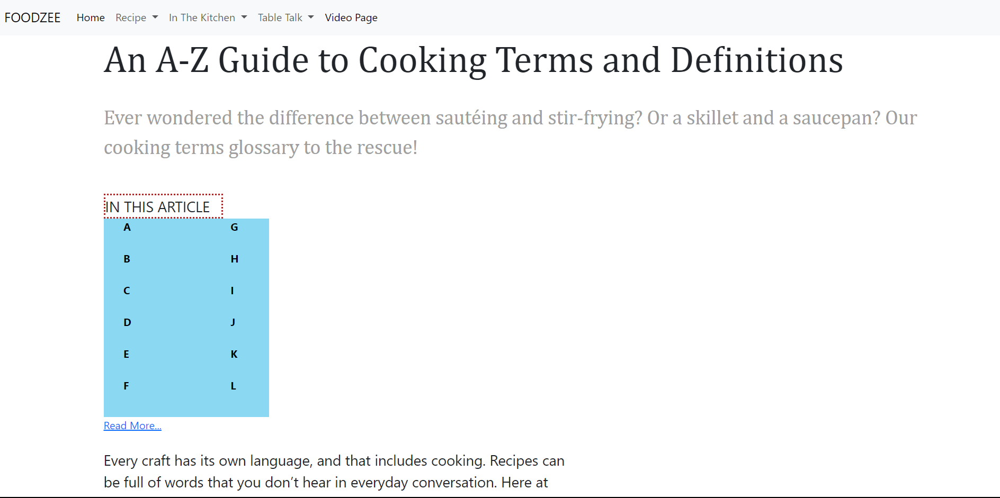 FOODZEE Home Recipe In The Kitchen Table Talk Video Page
An A-Z Guide to Cooking Terms and Definitions
Ever wondered the difference between sautéing and stir-frying? Or a skillet and a saucepan? Our
cooking terms glossary to the rescue!
IN THIS ARTICLE
A G
B H
C I
D J
E K
F L
Read More...
Every craft has its own language, and that includes cooking. Recipes can
be full of words that you don’t hear in everyday conversation. Here at